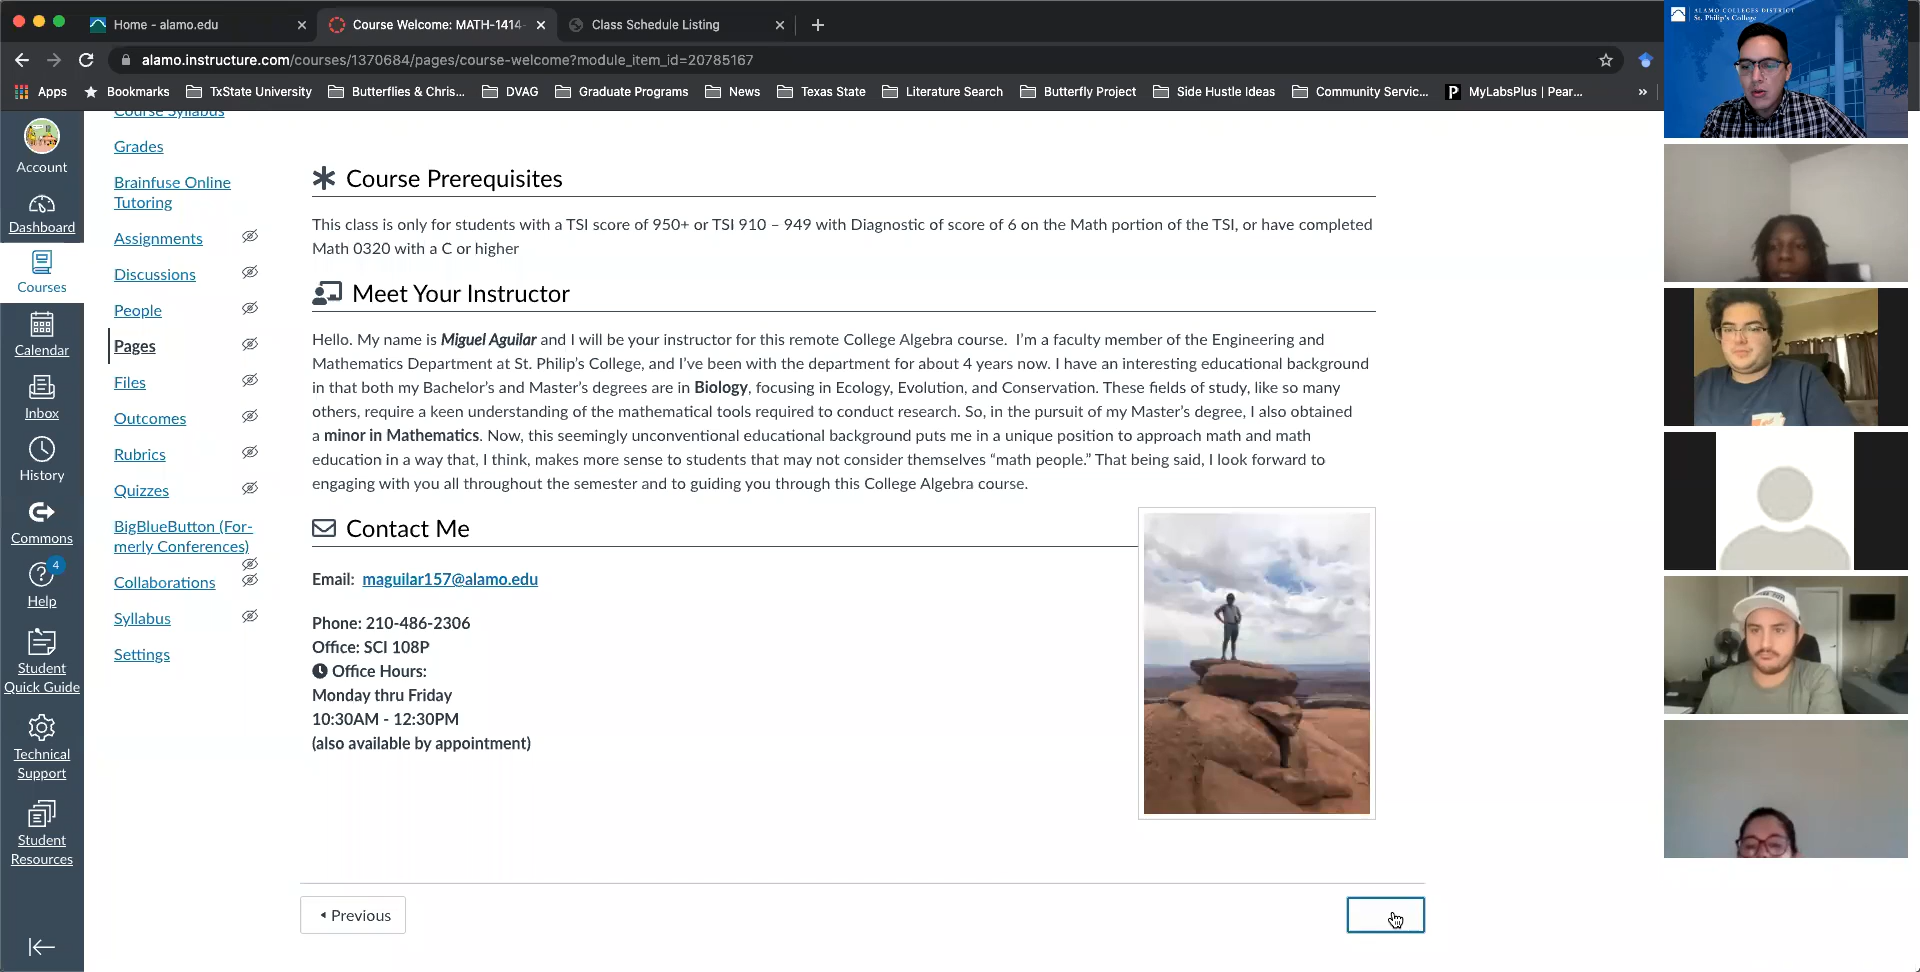 Home - alamo.edu
Course Welcome: MATH-1414-
Class Schedule Listing
alamo.instructure.com/courses/1370684/pages/course-welcome?module_item_id=20785167
Apps
Bookmarks
TxState University
Butterflies & Chris...
DVAG
Graduate Programs
News
Texas State
Literature Search
Butterfly Project
Side Hustle Ideas
Community Servic...
MyLabsPlus | Pear...
»
ALAMO COLLEGES DISTRICT
St. Philip's College
Account
Dashboard
Courses
Calendar
Inbox
History
Commons
4
Help
Student
Quick Guide
Technical
Support
Student
Resources
Course Syllabus
Grades
Brainfuse Online
Tutoring
Assignments
Discussions
People
Pages
Files
Outcomes
Rubrics
Quizzes
BigBlueButton (For-
merly Conferences)
Collaborations
Syllabus
Settings
Course Prerequisites
This class is only for students with a TSI score of 950+ or TSI 910 – 949 with Diagnostic of score of 6 on the Math portion of the TSI, or have completed
Math 0320 with a C or higher
Meet Your Instructor
Hello. My name is Miguel Aguilar and I will be your instructor for this remote College Algebra course. I’m a faculty member of the Engineering and
Mathematics Department at St. Philip’s College, and I’ve been with the department for about 4 years now. I have an interesting educational background
in that both my Bachelor’s and Master’s degrees are in Biology, focusing in Ecology, Evolution, and Conservation. These fields of study, like so many
others, require a keen understanding of the mathematical tools required to conduct research. So, in the pursuit of my Master’s degree, I also obtained
a minor in Mathematics. Now, this seemingly unconventional educational background puts me in a unique position to approach math and math
education in a way that, I think, makes more sense to students that may not consider themselves “math people.” That being said, I look forward to
engaging with you all throughout the semester and to guiding you through this College Algebra course.
Contact Me
Email: maguilar157@alamo.edu
Phone: 210-486-2306
Office: SCI 108P
Office Hours:
Monday thru Friday
10:30AM - 12:30PM
(also available by appointment)
Previous